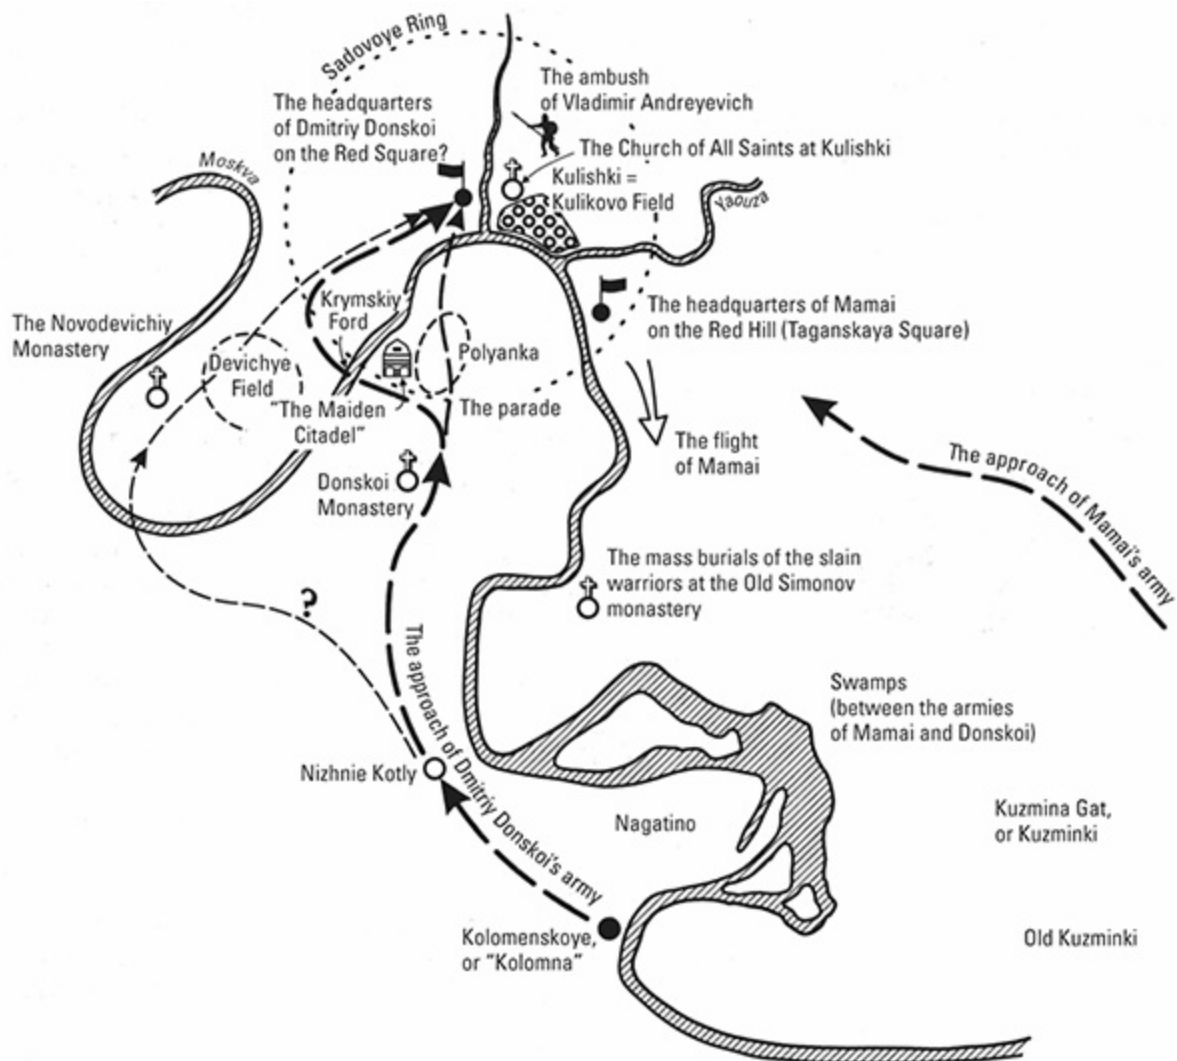 Sadovoye Ring
The ambush
of Vladimir Andreyevich
The headquarters
of Dmitriy Donskoi
on the Red Square?
The Church of All Saints at Kulishki
Kulishki =
Kulikovo Field
Moskva
Yaouza
Krymskiy
Ford
The headquarters of Mamai
on the Red Hill (Taganskaya Square)
The Novodevichiy
Monastery
Devichye
Field
Polyanka
"The Maiden
Citadel"
The parade
The flight
of Mamai
The approach of Mamai's army
Donskoi
Monastery
The mass burials of the slain
warriors at the Old Simonov
monastery
?
The approach of Dmitriy Donskoi's army
Swamps
(between the armies
of Mamai and Donskoi)
Nizhnie Kotly
Nagatino
Kuzmina Gat,
or Kuzminki
Kolomenskoye,
or "Kolomna"
Old Kuzminki